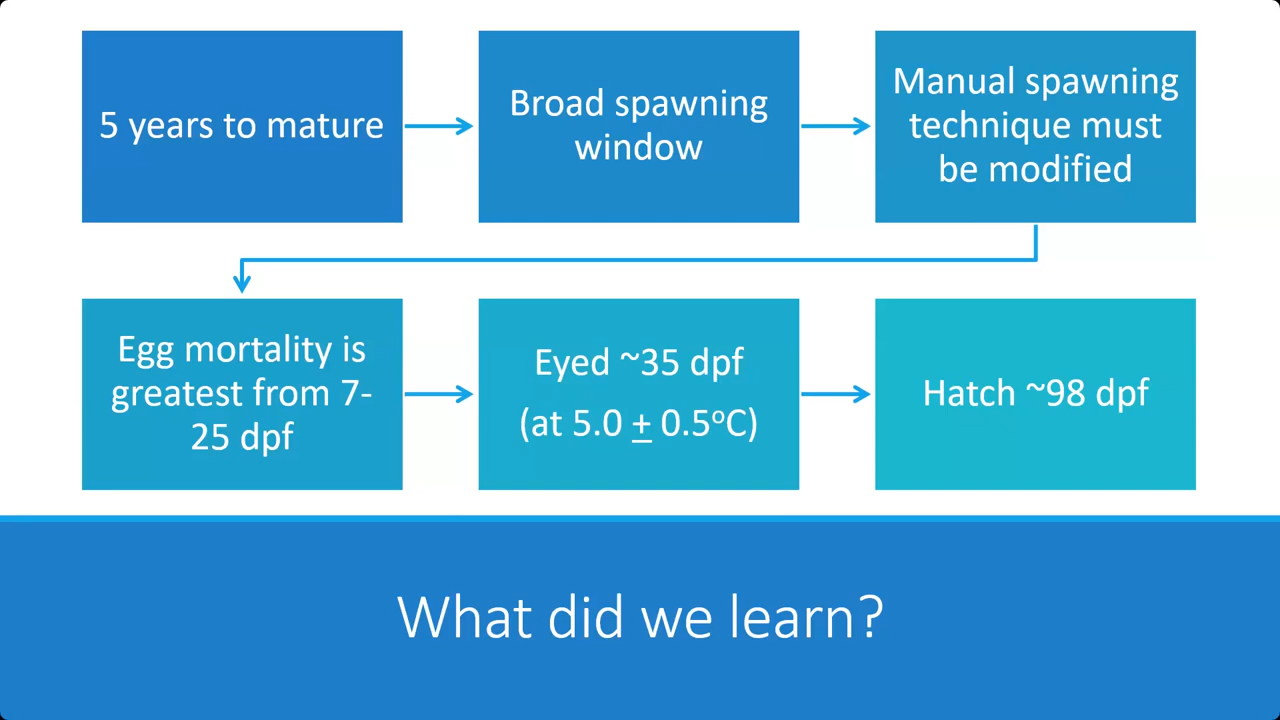 5 years to mature
Broad spawning
window
Manual spawning
technique must
be modified
Egg mortality is
greatest from 7-
25 dpf
Eyed ~35 dpf
(at 5.0 ± 0.5ºC)
Hatch ~98 dpf
What did we learn?